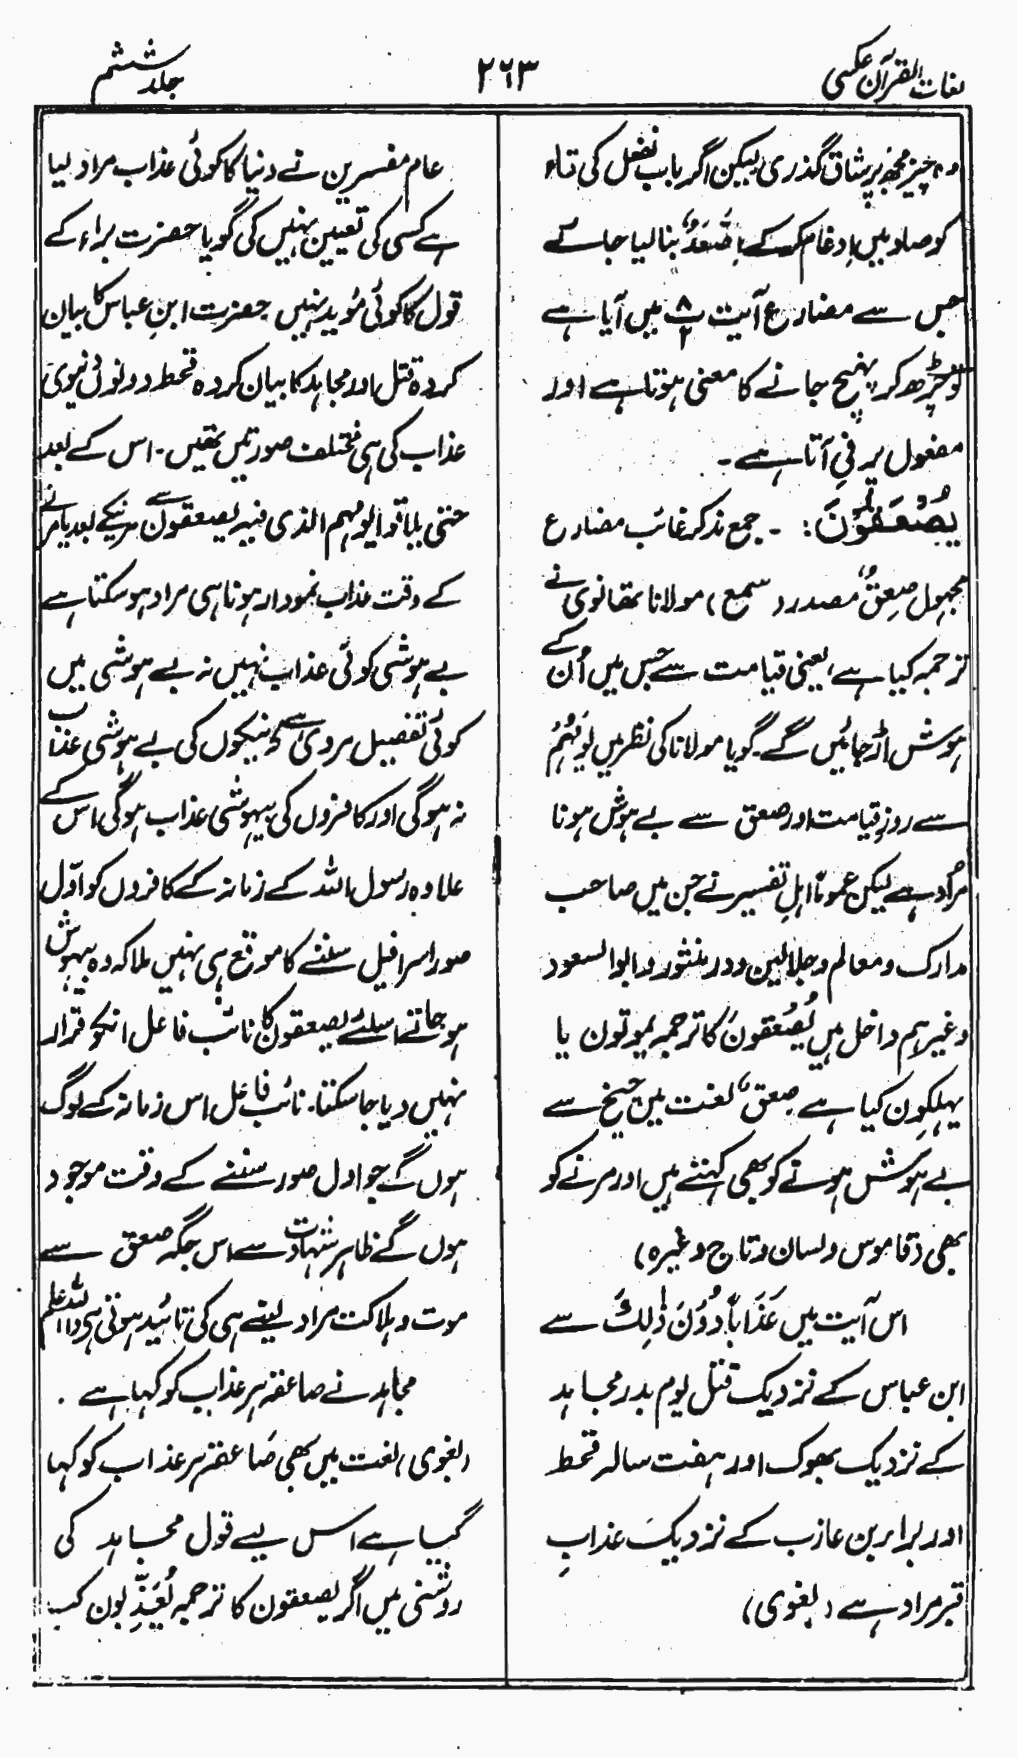 لغات القرآن عکسی
۲۶۳
جلد ششم
وہ چیز مجھ پر شاق گذری لیکن اگر باب تفعل کی تاء
کو صاد میں ادغام کر کے اِصَّعَّدَ بنا لیا جائے
جس سے مضارع آیت ۸/۲ میں آیا ہے
تو چڑھ کر پہنچ جانے کا معنی ہوتا ہے اور
مفعول پر فِی آتا ہے۔
یُصْعَقُوْنَ: ۔ جمع مذکر غائب مضارع
مجہول صعِقٌ مصدر (سمع) مولانا تھانوی نے
ترجمہ کیا ہے، یعنی قیامت سے جس میں اُن کے
ہوش اڑ جائیں گے۔ گویا مولانا کی نظر میں یَوْمَہُمْ
سے روزِ قیامت اور صعق سے بے ہوش ہونا
مراد ہے لیکن عموماً اہلِ تفسیر نے جن میں صاحب
مدارک و معالم و جلالین و در منثور و ابوالسعود
وغیرہم داخل ہیں یُصْعَقُونَ کا ترجمہ یموتون یا
یہلکون کیا ہے صعق لغت میں چیخ سے
بے ہوش ہونے کو بھی کہتے ہیں اور مرنے کو
بھی (قاموس و لسان و تاج وغیرہ)
اس آیت میں عَذَابًا دُوْنَ ذٰلِكَ سے
ابن عباس کے نزدیک قتل یوم بدر مجاہد
کے نزدیک بھوک اور ہفت سالہ قحط
اور براء بن عازب کے نزدیک عذابِ
قبر مراد ہے (بغوی)
عام مفسرین نے دنیا کا کوئی عذاب مراد لیا
ہے کسی کی تعیین نہیں کی گویا حضرت براء کے
قول کا کوئی مؤید نہیں حضرت ابنِ عباس کا بیان
کردہ قتل اور مجاہد کا بیان کردہ قحط دونوں دنیوی
عذاب کی ہی مختلف صورتیں تھیں۔ اس کے بعد
حتی یلاقوا یومہم الذی فیہ یصعقون سے مرنیکے بعد یا مرنے
کے وقت عذاب نمودار ہونا ہی مراد ہو سکتا ہے
بے ہوشی کوئی عذاب نہیں نہ بے ہوشی میں
کوئی تفصیل مروی ہے کہ نیکوں کی بے ہوشی عذاب
نہ ہوگی اور کافروں کی بیہوشی عذاب ہوگی اس کے
علاوہ رسول اللہ کے زمانہ کے کافروں کو اوّل
صور اسرافیل سننے کا موقع ہی نہیں ملا کہ وہ بیہوش
ہو جاتے اسلئے یصعقون کا نائب فاعل انکو قرار
نہیں دیا جا سکتا۔ نائب فاعل اس زمانہ کے لوگ
ہوں گے جو اول صور سننے کے وقت موجود
ہوں گے ظاہر شہادت سے اس جگہ صعق سے
موت و ہلاکت مراد لینے ہی کی تائید ہوتی ہے واللہ اعلم
مجاہد نے صاعقہ ہر عذاب کو کہا ہے ۔
(بغوی) لغت میں بھی صَاعقہ ہر عذاب کو کہا
گیا ہے اس لیے قول مجاہد کی
روشنی میں اگر یصعقون کا ترجمہ یُعَذَّبون کیا